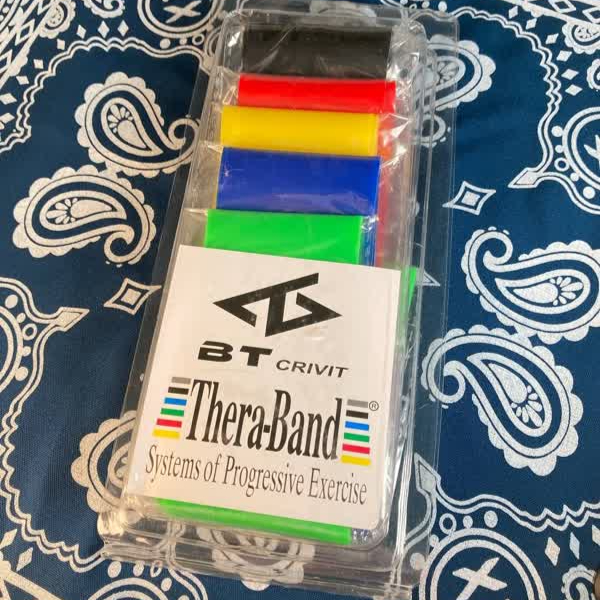 BT CRIVIT
Thera-Band®
Systems of Progressive Exercise